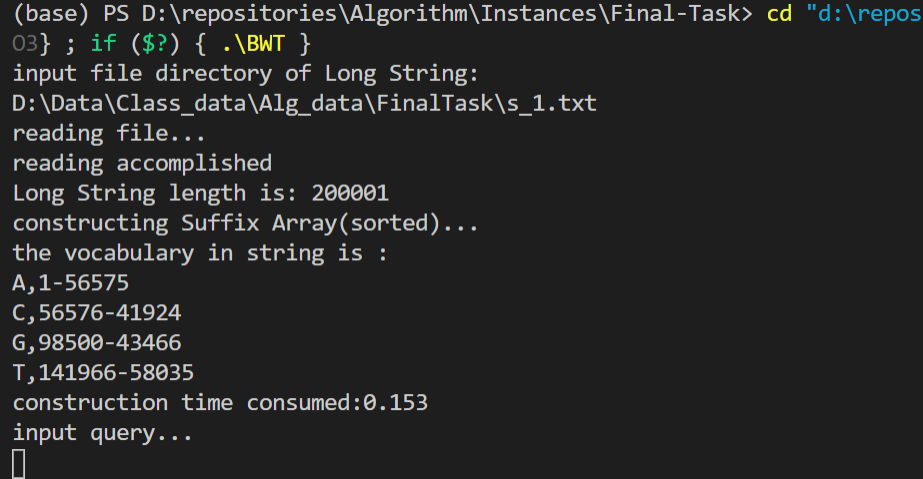 (base) PS D:\repositories\Algorithm\Instances\Final-Task> cd "d:\repos
O3} ; if ($?) { .\BWT }
input file directory of Long String:
D:\Data\Class_data\Alg_data\FinalTask\s_1.txt
reading file...
reading accomplished
Long String length is: 200001
constructing Suffix Array(sorted)...
the vocabulary in string is :
A,1-56575
C,56576-41924
G,98500-43466
T,141966-58035
construction time consumed:0.153
input query...